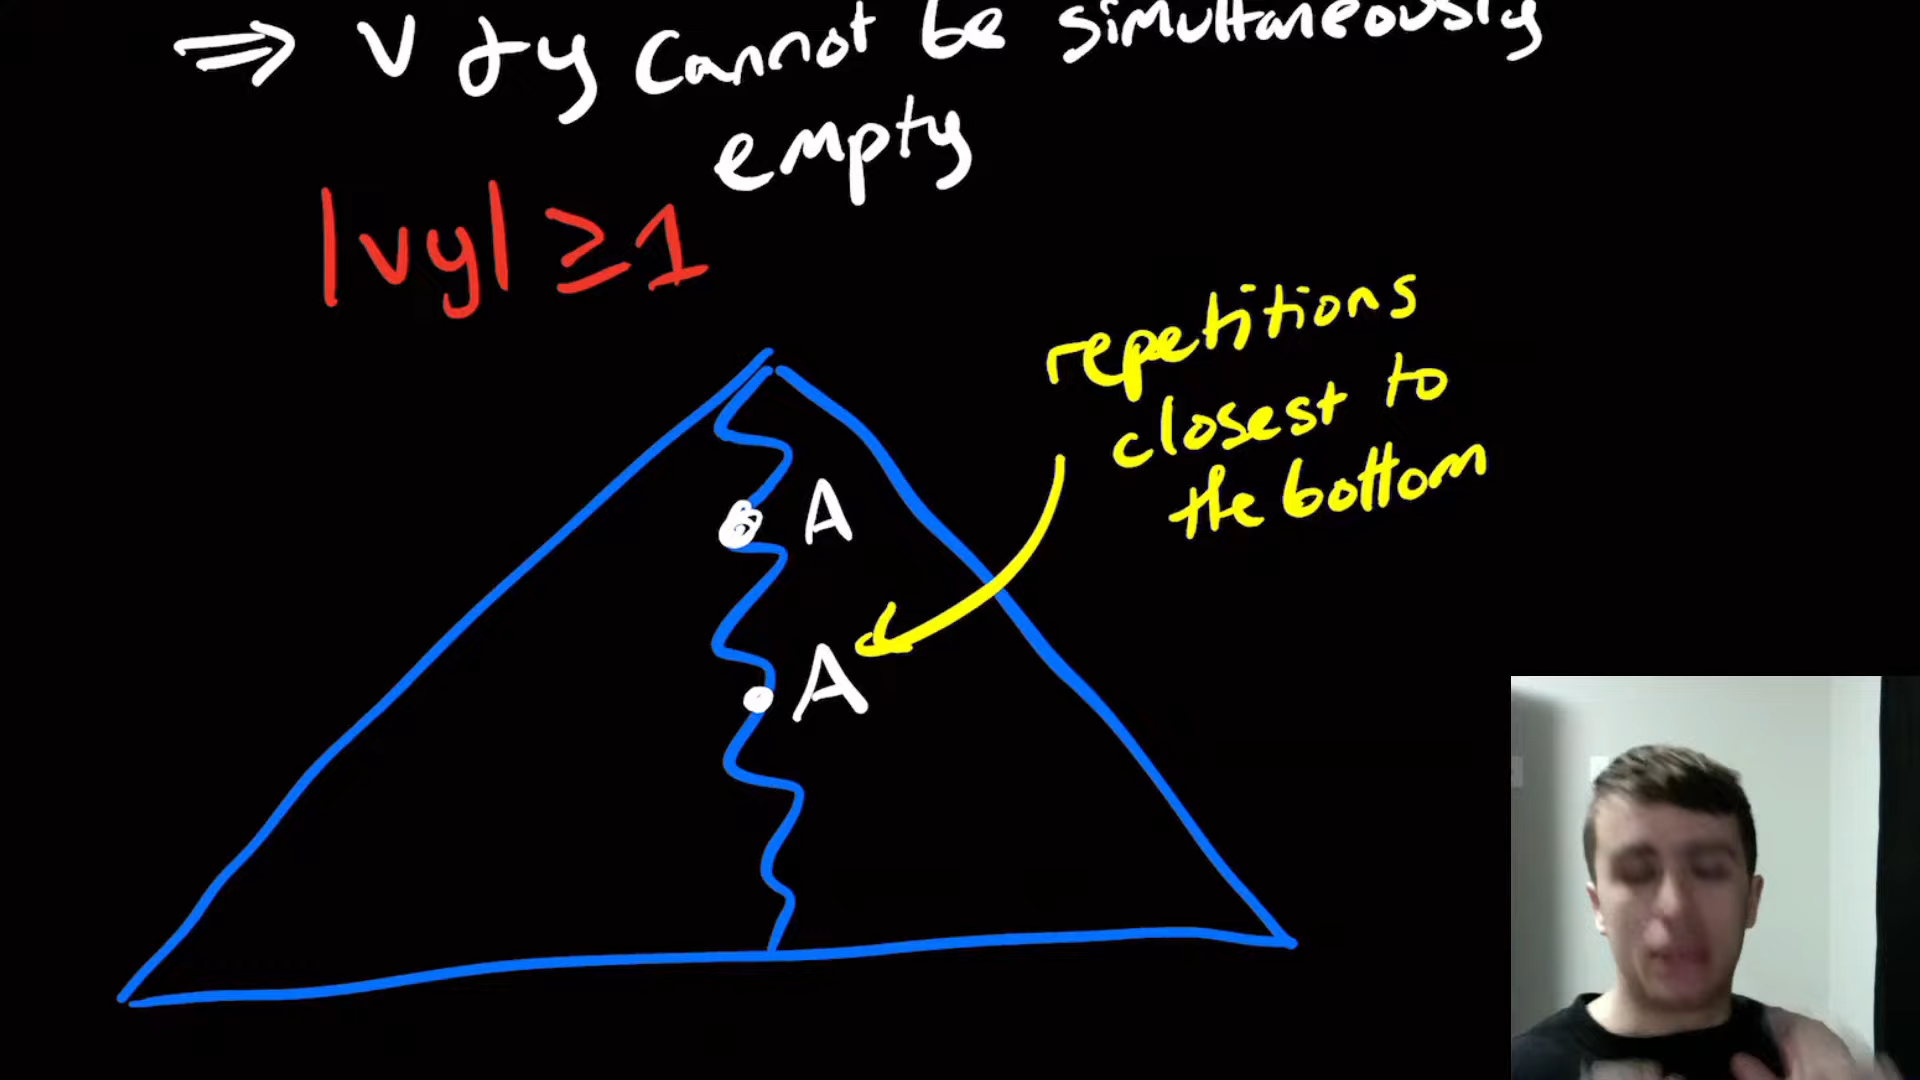 ⇒ v & y cannot be simultaneously
empty
|vy| ≥ 1
repetitions
closest to
the bottom
A
A